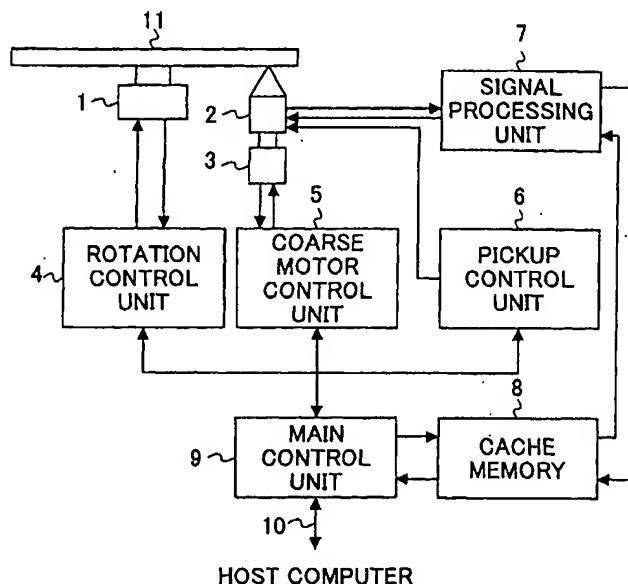 11
7
1
2
SIGNAL
PROCESSING
UNIT
3
5
6
4
ROTATION
CONTROL
UNIT
COARSE
MOTOR
CONTROL
UNIT
PICKUP
CONTROL
UNIT
8
9
MAIN
CONTROL
UNIT
CACHE
MEMORY
10
HOST COMPUTER